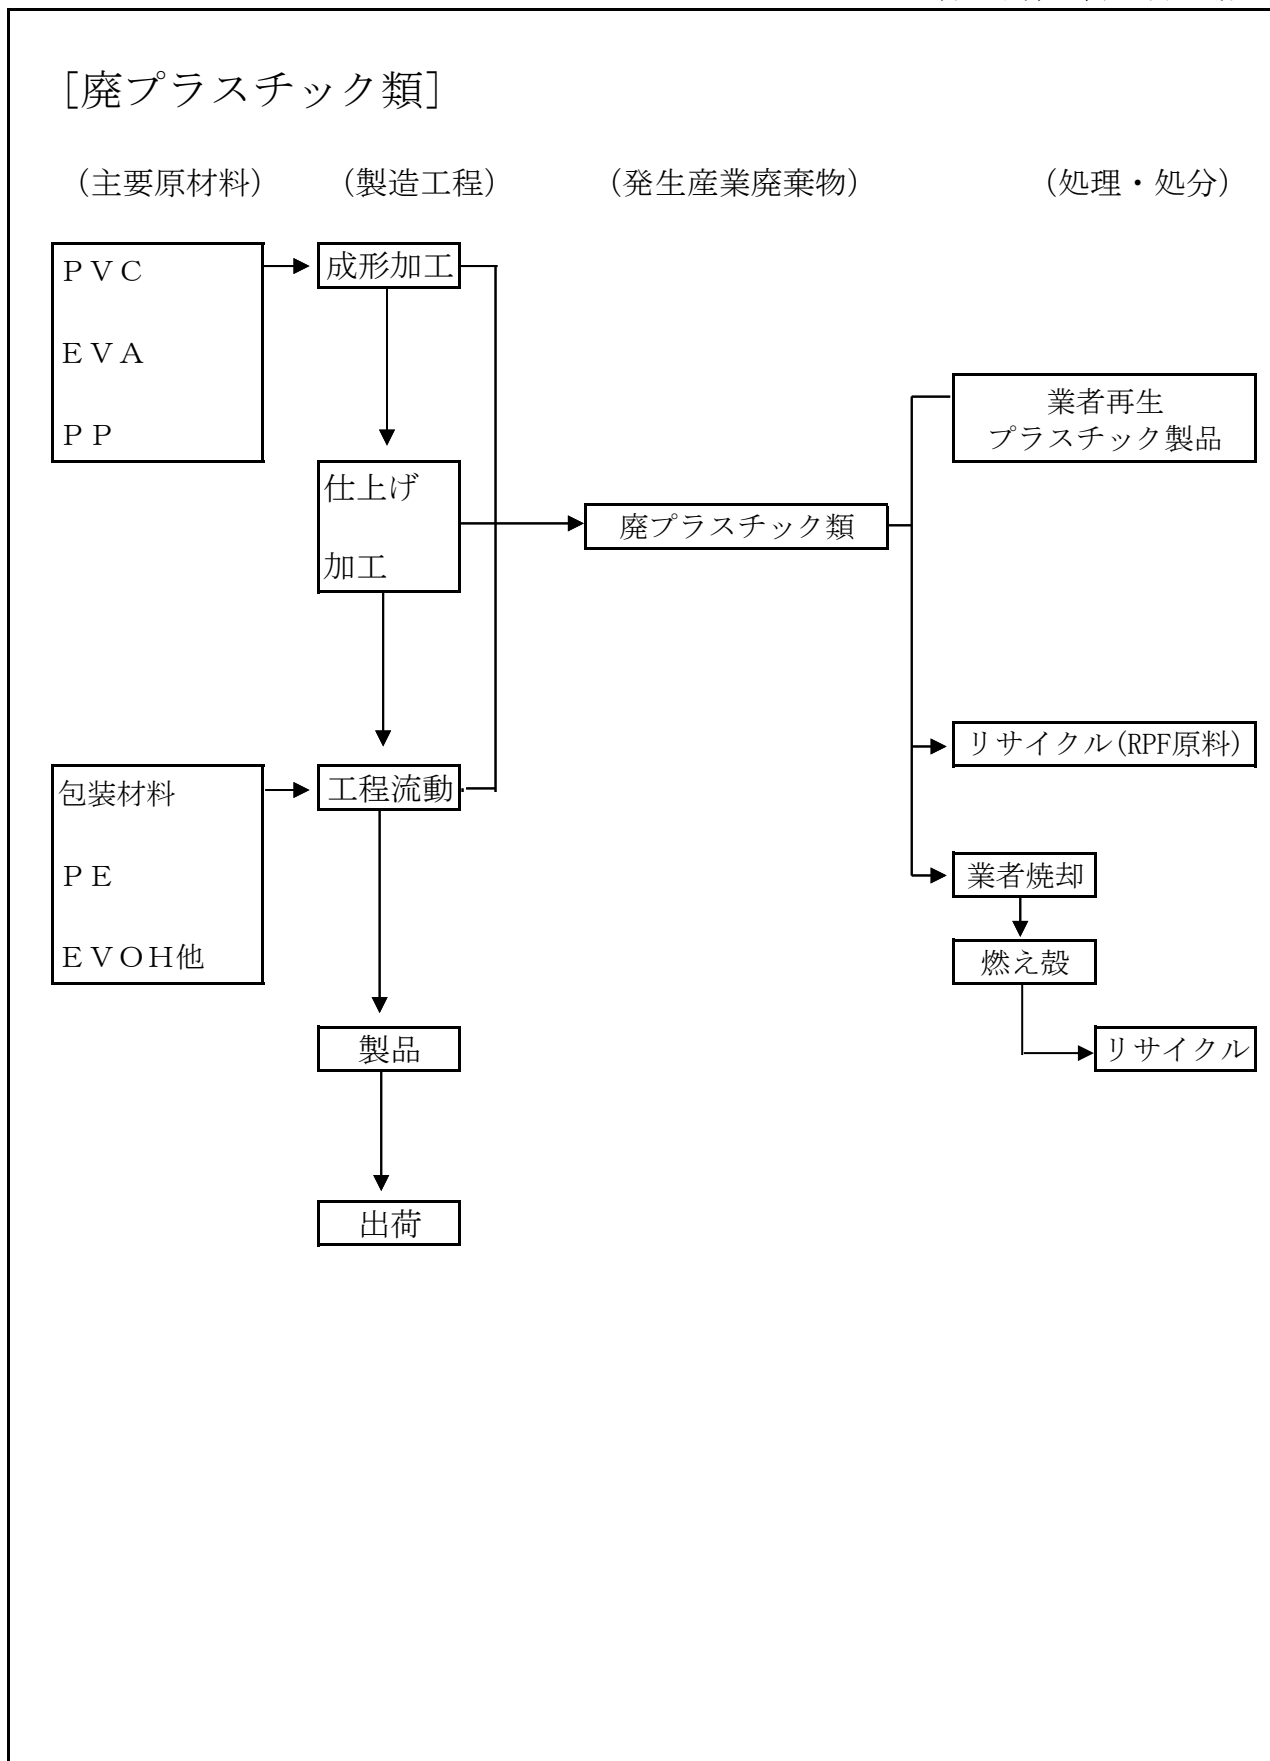 ［廃プラスチック類］
（主要原材料）
（製造工程）
（発生産業廃棄物）
（処理・処分）
ＰＶＣ
ＥＶＡ
ＰＰ
成形加工
仕上げ
加工
廃プラスチック類
業者再生
プラスチック製品
リサイクル(RPF原料)
包装材料
ＰＥ
ＥＶＯＨ他
工程流動
業者焼却
燃え殻
リサイクル
製品
出荷